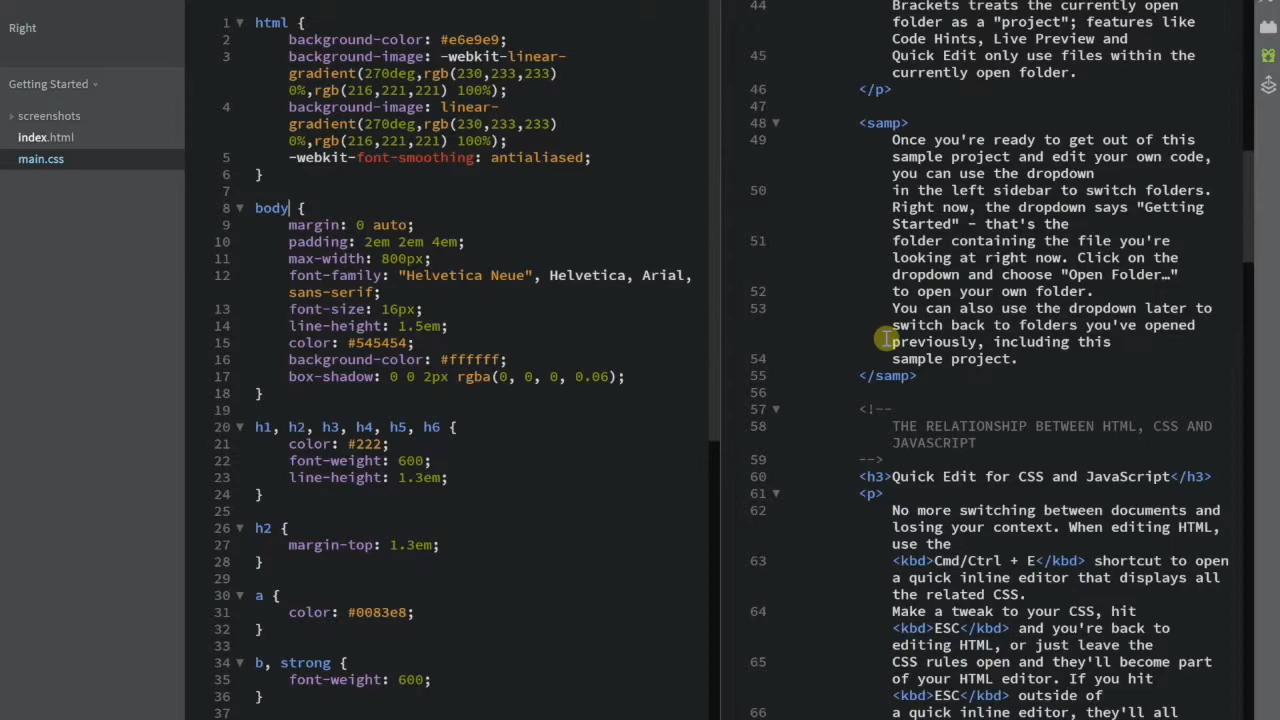 Right
Getting Started
screenshots
index.html
main.css
1 html {
2 background-color: #e6e9e9;
3 background-image: -webkit-linear-
gradient(270deg,rgb(230,233,233)
0%,rgb(216,221,221) 100%);
4 background-image: linear-
gradient(270deg,rgb(230,233,233)
0%,rgb(216,221,221) 100%);
5 -webkit-font-smoothing: antialiased;
6 }
7
8 body {
9 margin: 0 auto;
10 padding: 2em 2em 4em;
11 max-width: 800px;
12 font-family: "Helvetica Neue", Helvetica, Arial,
sans-serif;
13 font-size: 16px;
14 line-height: 1.5em;
15 color: #545454;
16 background-color: #ffffff;
17 box-shadow: 0 0 2px rgba(0, 0, 0, 0.06);
18 }
19
20 h1, h2, h3, h4, h5, h6 {
21 color: #222;
22 font-weight: 600;
23 line-height: 1.3em;
24 }
25
26 h2 {
27 margin-top: 1.3em;
28 }
29
30 a {
31 color: #0083e8;
32 }
33
34 b, strong {
35 font-weight: 600;
36 }
37
44 Brackets treats the currently open
folder as a "project"; features like
Code Hints, Live Preview and
45 Quick Edit only use files within the
currently open folder.
46 </p>
47
48 <samp>
49 Once you're ready to get out of this
sample project and edit your own code,
you can use the dropdown
50 in the left sidebar to switch folders.
Right now, the dropdown says "Getting
Started" - that's the
51 folder containing the file you're
looking at right now. Click on the
dropdown and choose "Open Folder…"
52 to open your own folder.
53 You can also use the dropdown later to
switch back to folders you've opened
previously, including this
54 sample project.
55 </samp>
56
57 <!--
58 THE RELATIONSHIP BETWEEN HTML, CSS AND
JAVASCRIPT
59 -->
60 <h3>Quick Edit for CSS and JavaScript</h3>
61 <p>
62 No more switching between documents and
losing your context. When editing HTML,
use the
63 <kbd>Cmd/Ctrl + E</kbd> shortcut to open
a quick inline editor that displays all
the related CSS.
64 Make a tweak to your CSS, hit
<kbd>ESC</kbd> and you're back to
editing HTML, or just leave the
65 CSS rules open and they'll become part
of your HTML editor. If you hit
<kbd>ESC</kbd> outside of
66 a quick inline editor, they'll all